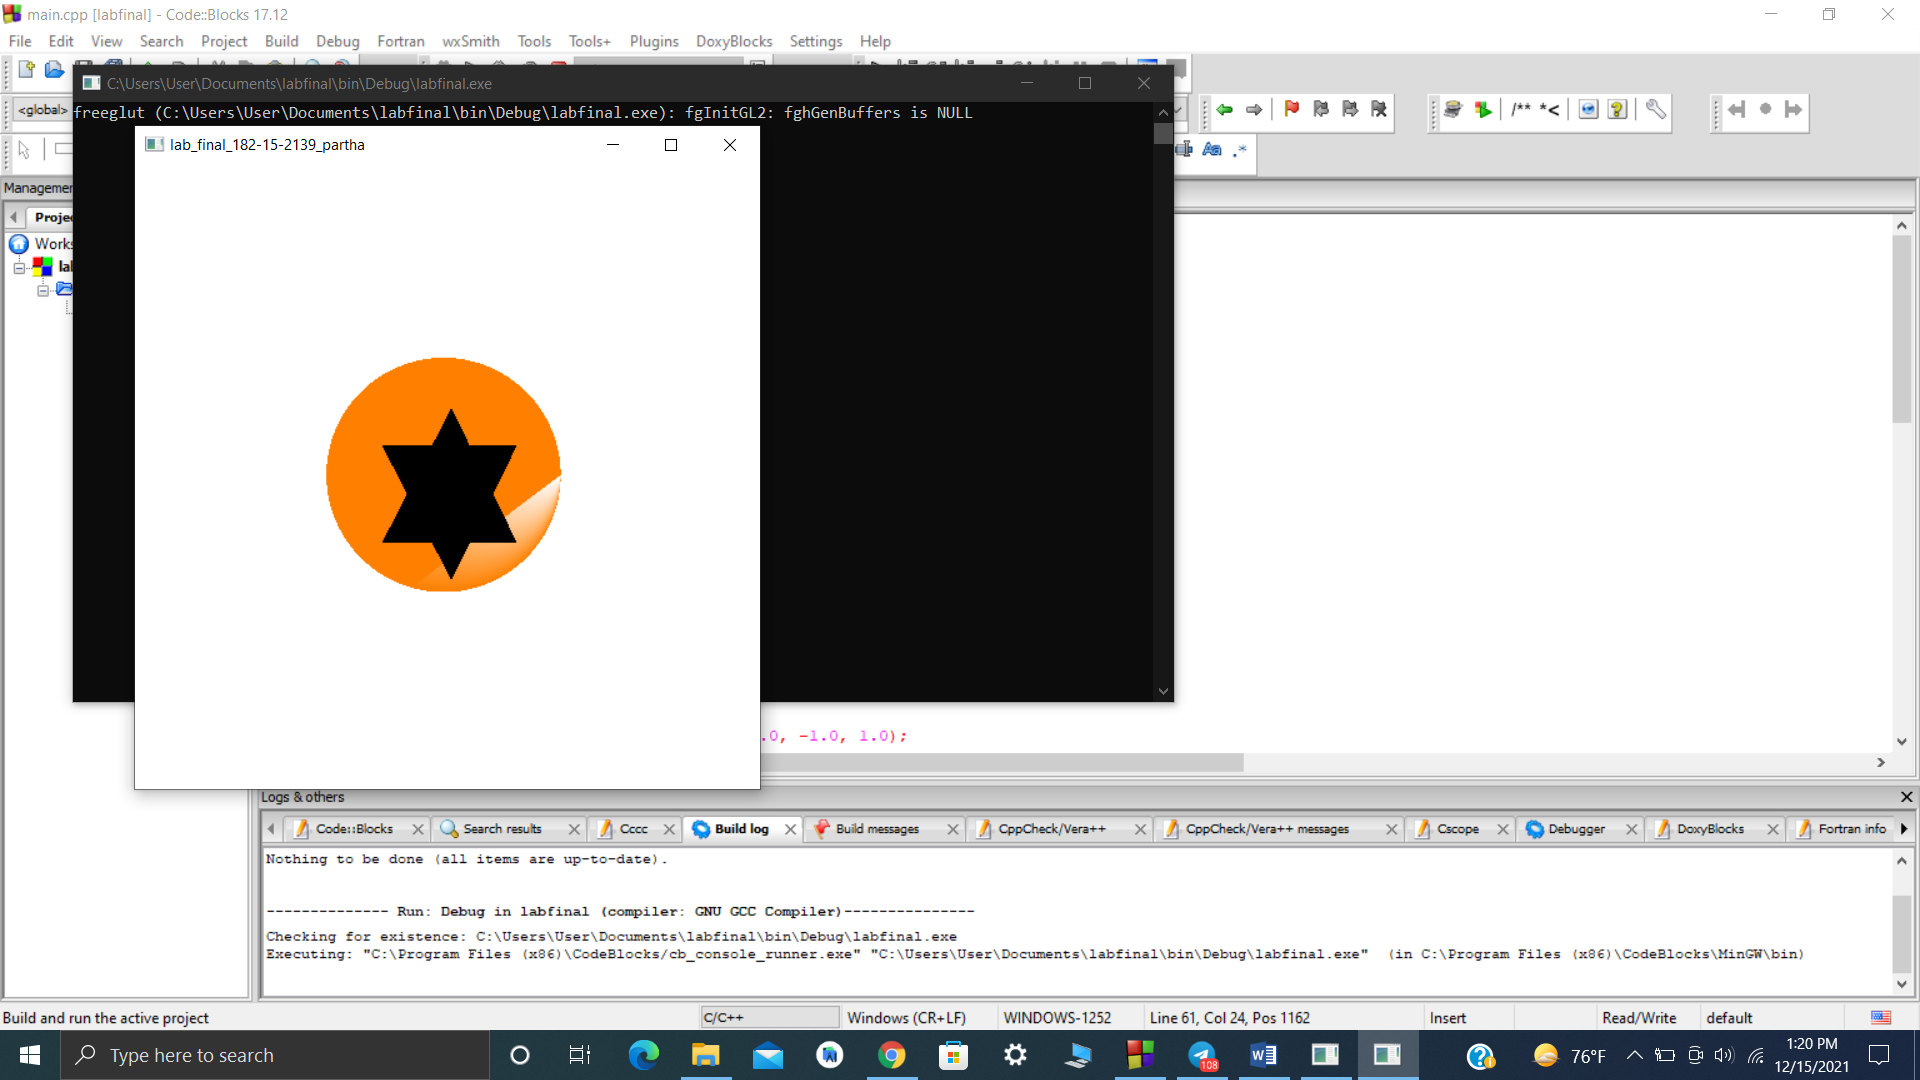 main.cpp [labfinal] - Code::Blocks 17.12
File Edit View Search Project Build Debug Fortran wxSmith Tools Tools+ Plugins DoxyBlocks Settings Help
C:\Users\User\Documents\labfinal\bin\Debug\labfinal.exe
<global>
freeglut (C:\Users\User\Documents\labfinal\bin\Debug\labfinal.exe): fgInitGL2: fghGenBuffers is NULL
/** *<
lab_final_182-15-2139_partha
Aa .*
Managemen
Projec
Works
lab
.0, -1.0, 1.0);
Logs & others
Code::Blocks Search results Cccc Build log Build messages CppCheck/Vera++ CppCheck/Vera++ messages Cscope Debugger DoxyBlocks Fortran info
Nothing to be done (all items are up-to-date).
-------------- Run: Debug in labfinal (compiler: GNU GCC Compiler)---------------
Checking for existence: C:\Users\User\Documents\labfinal\bin\Debug\labfinal.exe
Executing: "C:\Program Files (x86)\CodeBlocks/cb_console_runner.exe" "C:\Users\User\Documents\labfinal\bin\Debug\labfinal.exe"  (in C:\Program Files (x86)\CodeBlocks\MinGW\bin)
Build and run the active project C/C++ Windows (CR+LF) WINDOWS-1252 Line 61, Col 24, Pos 1162 Insert Read/Write default
Type here to search 108 76°F 1:20 PM
12/15/2021